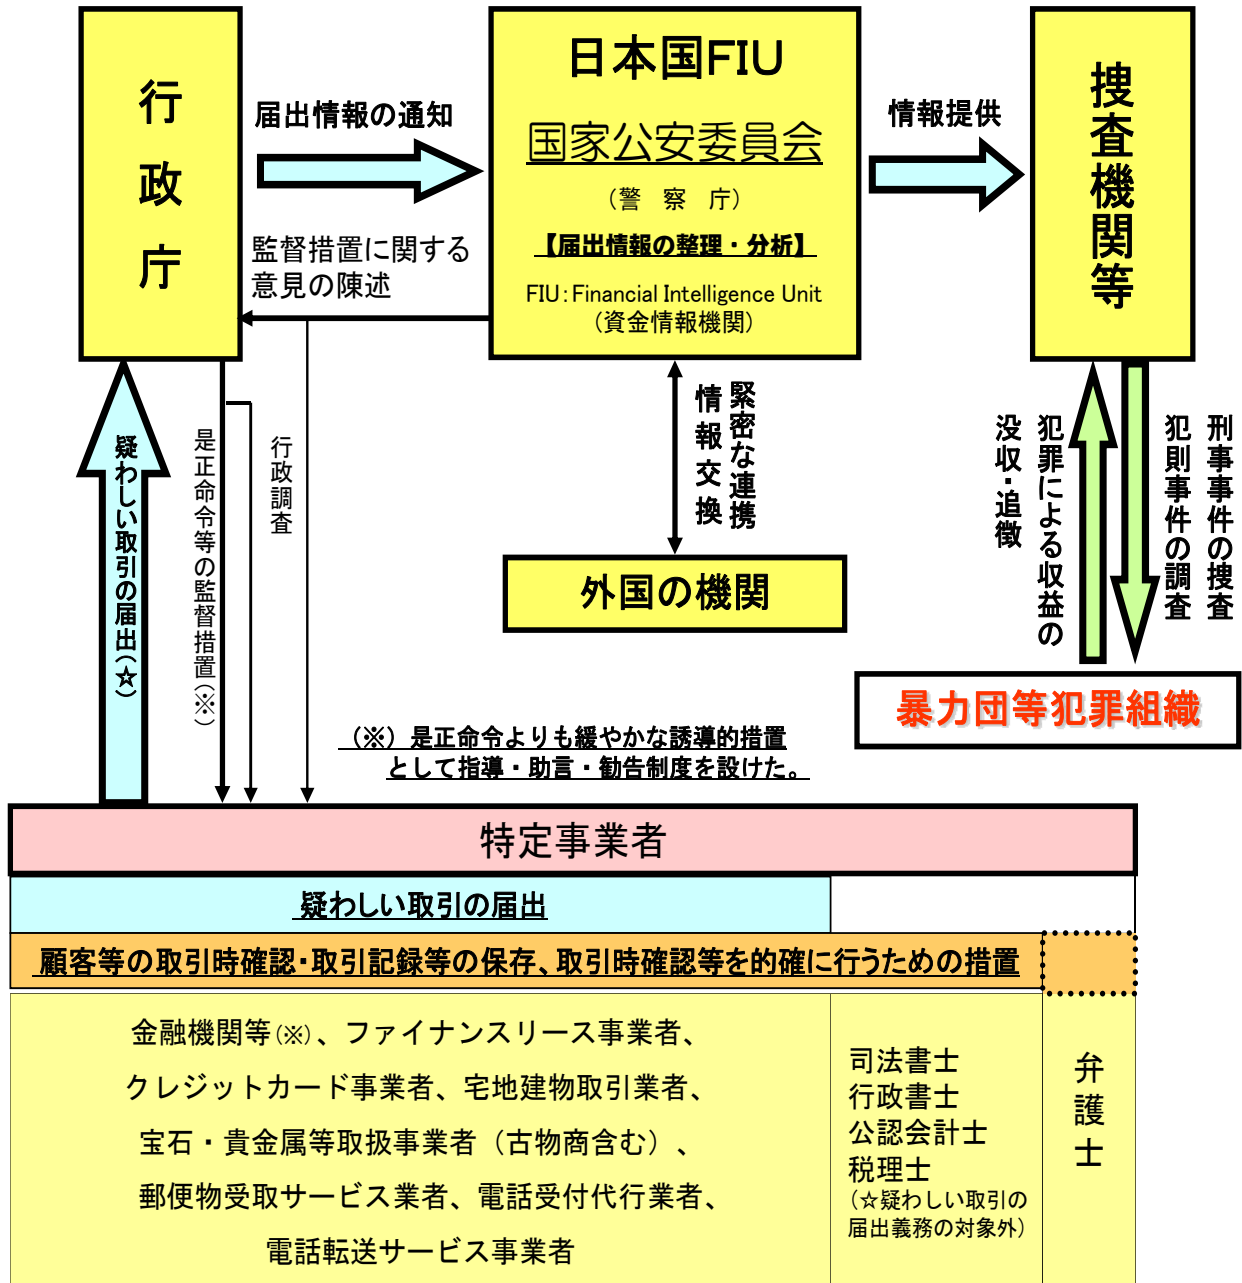 行政庁
届出情報の通知
日本国FIU
国家公安委員会
（警 察 庁）
【届出情報の整理・分析】
FIU：Financial Intelligence Unit
（資金情報機関）
情報提供
捜査機関等
監督措置に関する
意見の陳述
疑わしい取引の届出（☆）
是正命令等の監督措置（※）
行政調査
緊密な連携
情報交換
外国の機関
刑事事件の捜査
犯則事件の調査
犯罪による収益の
没収・追徴
暴力団等犯罪組織
（※）是正命令よりも緩やかな誘導的措置
として指導・助言・勧告制度を設けた。
特定事業者
疑わしい取引の届出
顧客等の取引時確認・取引記録等の保存、取引時確認等を的確に行うための措置
金融機関等（※）、ファイナンスリース事業者、
クレジットカード事業者、宅地建物取引業者、
宝石・貴金属等取扱事業者（古物商含む）、
郵便物受取サービス業者、電話受付代行業者、
電話転送サービス事業者
司法書士
行政書士
公認会計士
税理士
（☆疑わしい取引の
届出義務の対象外）
弁護士